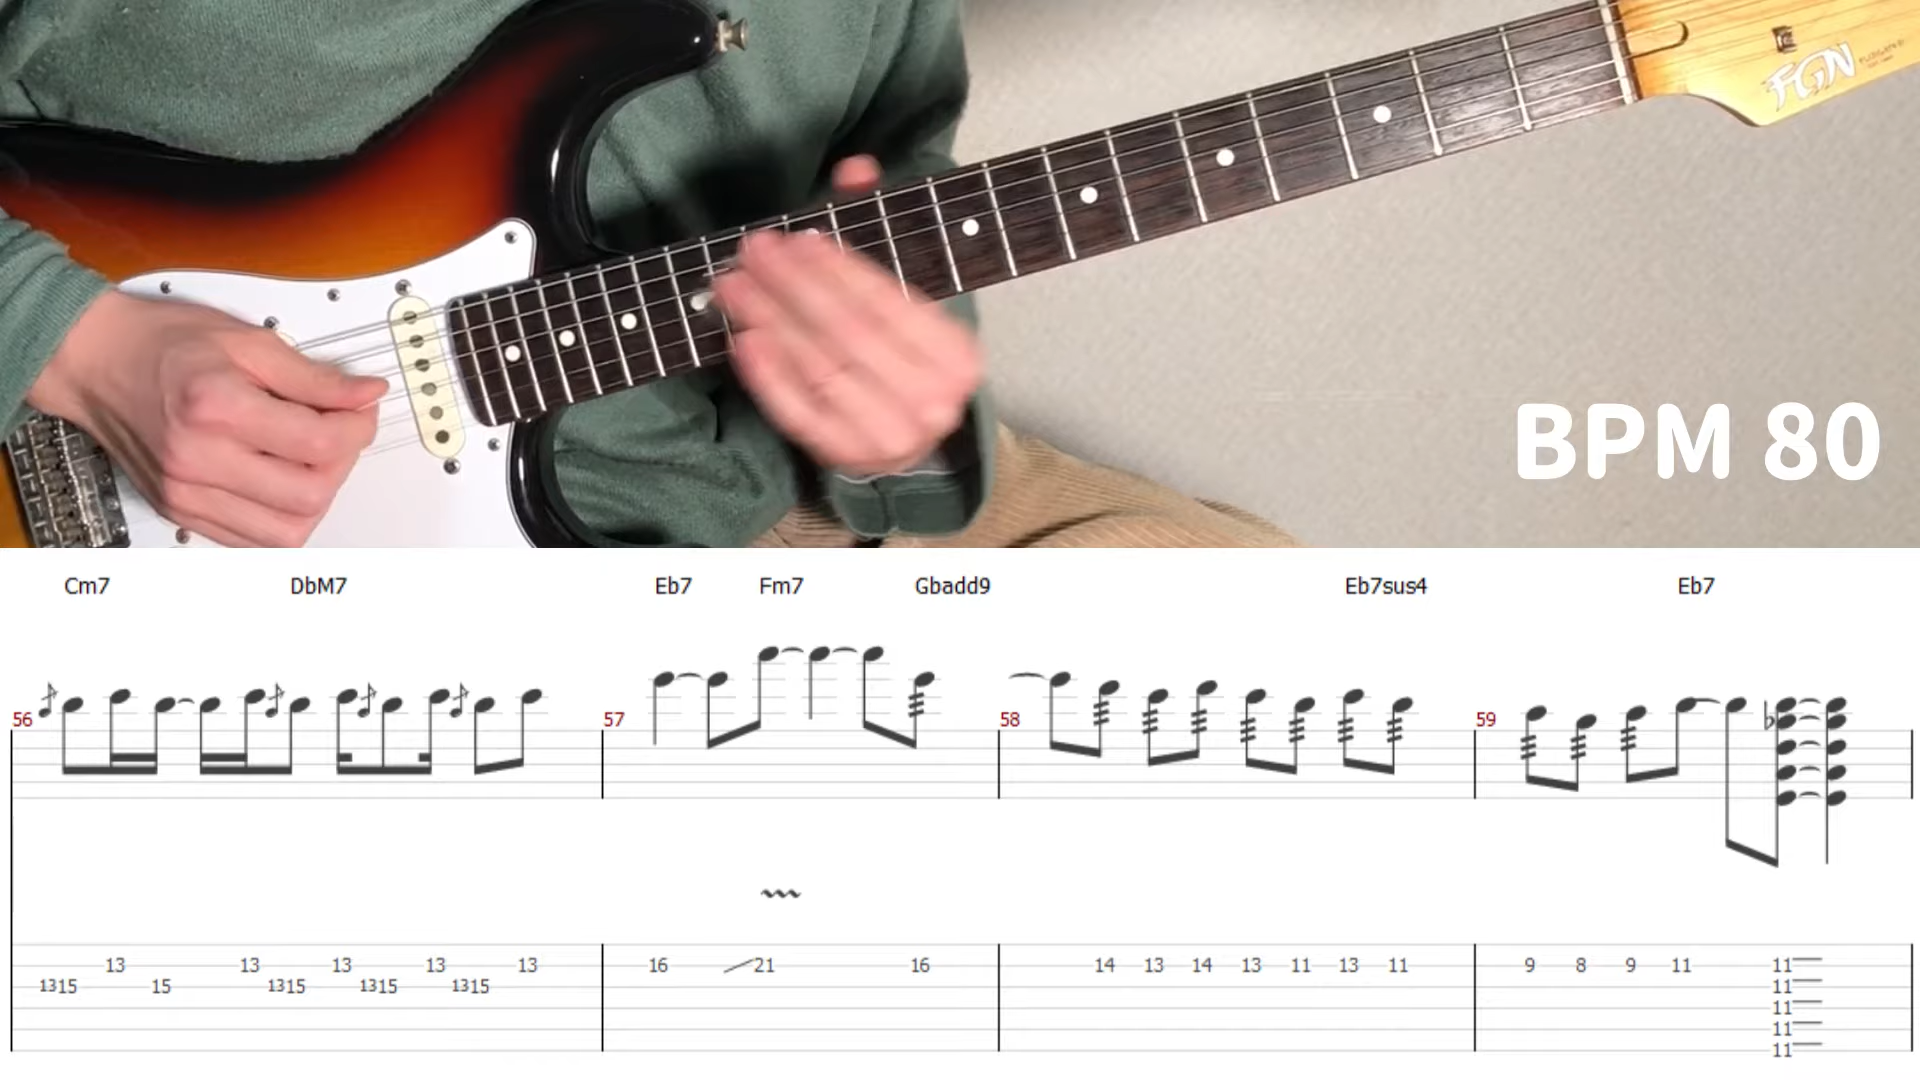 FGN
BPM 80
Cm7 DbM7 Eb7 Fm7 Gbadd9 Eb7sus4 Eb7
56 57 58 59
13 13 13 13 13 16 21 16 14 13 14 13 11 13 11 9 8 9 11 11
1315 15 1315 1315 1315 11
11
11
11